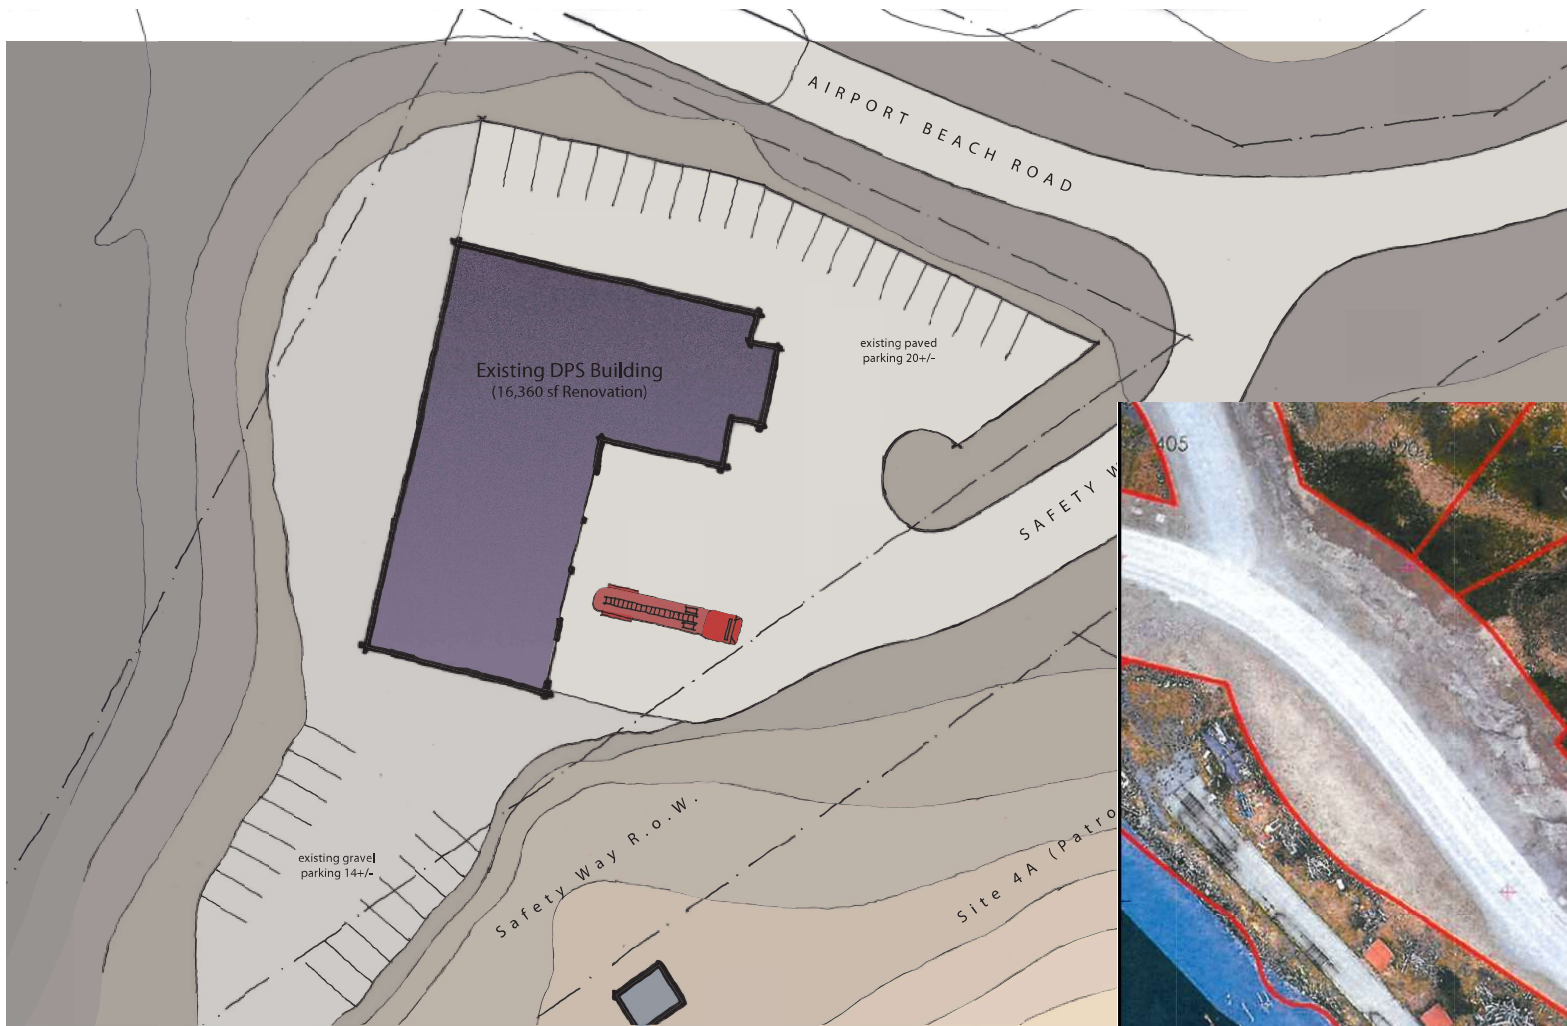 AIRPORT BEACH ROAD
existing paved
parking 20+/-
Existing DPS Building
(16,360 sf Renovation)
405
SAFETY W
existing gravel
parking 14+/-
Safety Way R.o.W.
Site 4A (Patro